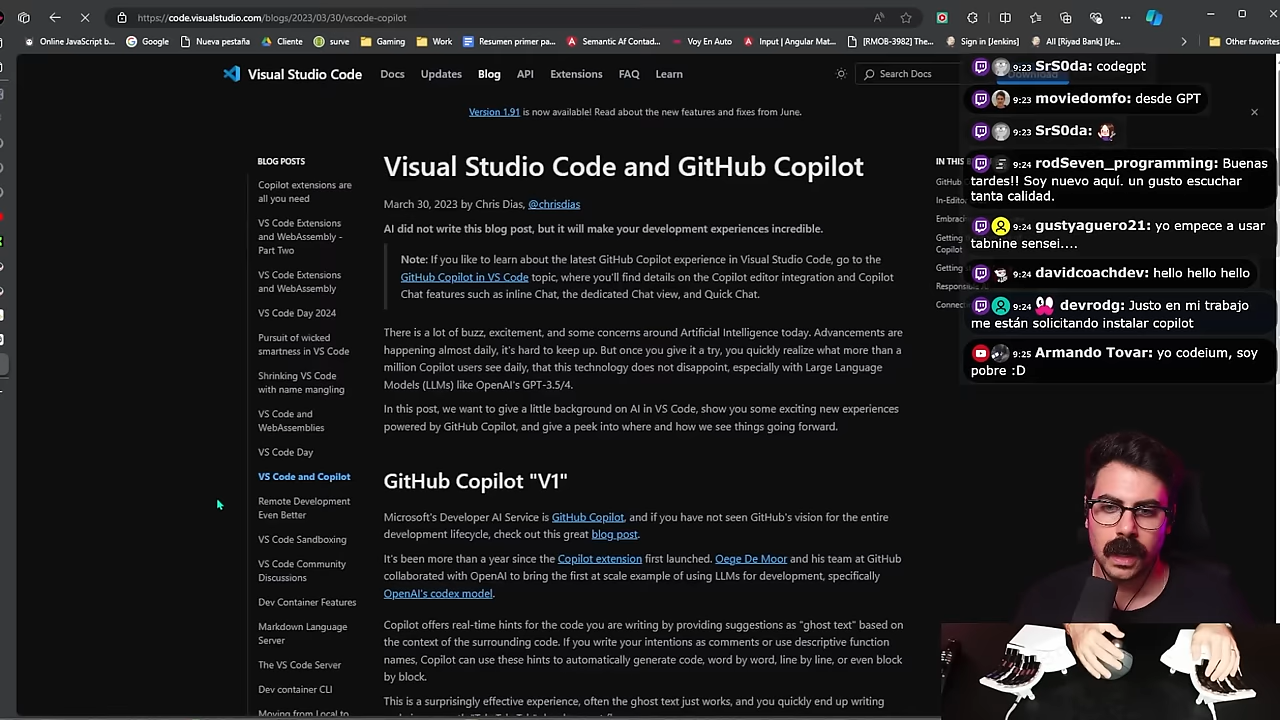 https://code.visualstudio.com/blogs/2023/03/30/vscode-copilot
Online JavaScript b...
Google
Nueva pestaña
Cliente
surve
Gaming
Work
Resumen primer pa...
Semantic Af Contad...
Voy En Auto
Input | Angular Mat...
[RMOB-3982] [The...
Sign in [Jenkins]
All [Riyad Bank] [Je...
Other favorites
Visual Studio Code
Docs
Updates
Blog
API
Extensions
FAQ
Learn
Search Docs
Download
Version 1.91 is now available! Read about the new features and fixes from June.
BLOG POSTS
Copilot extensions are
all you need
VS Code Extensions
and WebAssembly -
Part Two
VS Code Extensions
and WebAssembly
VS Code Day 2024
Pursuit of wicked
smartness in VS Code
Shrinking VS Code
with name mangling
VS Code and
WebAssemblies
VS Code Day
VS Code and Copilot
Remote Development
Even Better
VS Code Sandboxing
VS Code Community
Discussions
Dev Container Features
Markdown Language
Server
The VS Code Server
Dev container CLI
Moving from Local to
Visual Studio Code and GitHub Copilot
March 30, 2023 by Chris Dias, @chrisdias
AI did not write this blog post, but it will make your development experiences incredible.
Note: If you like to learn about the latest GitHub Copilot experience in Visual Studio Code, go to the
GitHub Copilot in VS Code topic, where you'll find details on the Copilot editor integration and Copilot
Chat features such as inline Chat, the dedicated Chat view, and Quick Chat.
There is a lot of buzz, excitement, and some concerns around Artificial Intelligence today. Advancements are
happening almost daily, it's hard to keep up. But once you give it a try, you quickly realize what more than a
million Copilot users see daily, that this technology does not disappoint, especially with Large Language
Models (LLMs) like OpenAI's GPT-3.5/4.
In this post, we want to give a little background on AI in VS Code, show you some exciting new experiences
powered by GitHub Copilot, and give a peek into where and how we see things going forward.
GitHub Copilot "V1"
Microsoft's Developer AI Service is GitHub Copilot, and if you have not seen GitHub's vision for the entire
development lifecycle, check out this great blog post.
It's been more than a year since the Copilot extension first launched. Oege De Moor and his team at GitHub
collaborated with OpenAI to bring the first at scale example of using LLMs for development, specifically
OpenAI's codex model.
Copilot offers real-time hints for the code you are writing by providing suggestions as "ghost text" based on
the context of the surrounding code. If you write your intentions as comments or use descriptive function
names, Copilot can use these hints to automatically generate code, word by word, line by line, or even block
by block.
This is a surprisingly effective experience, often the ghost text just works, and you quickly end up writing
IN THIS
GitHub
In-Editor
Embracing
Getting
Copilot
Getting
Responsible
Connect
9:23 SrS0da: codegpt
9:23 moviedomfo: desde GPT
9:23 SrS0da:
9:24 rodSeven_programming: Buenas
tardes!! Soy nuevo aquí. un gusto escuchar
tanta calidad.
9:24 gustyaguero21: yo empece a usar
tabnine sensei....
9:24 davidcoachdev: hello hello hello
9:24 devrodg: Justo en mi trabajo
me están solicitando instalar copilot
9:25 Armando Tovar: yo codeium, soy
pobre :D